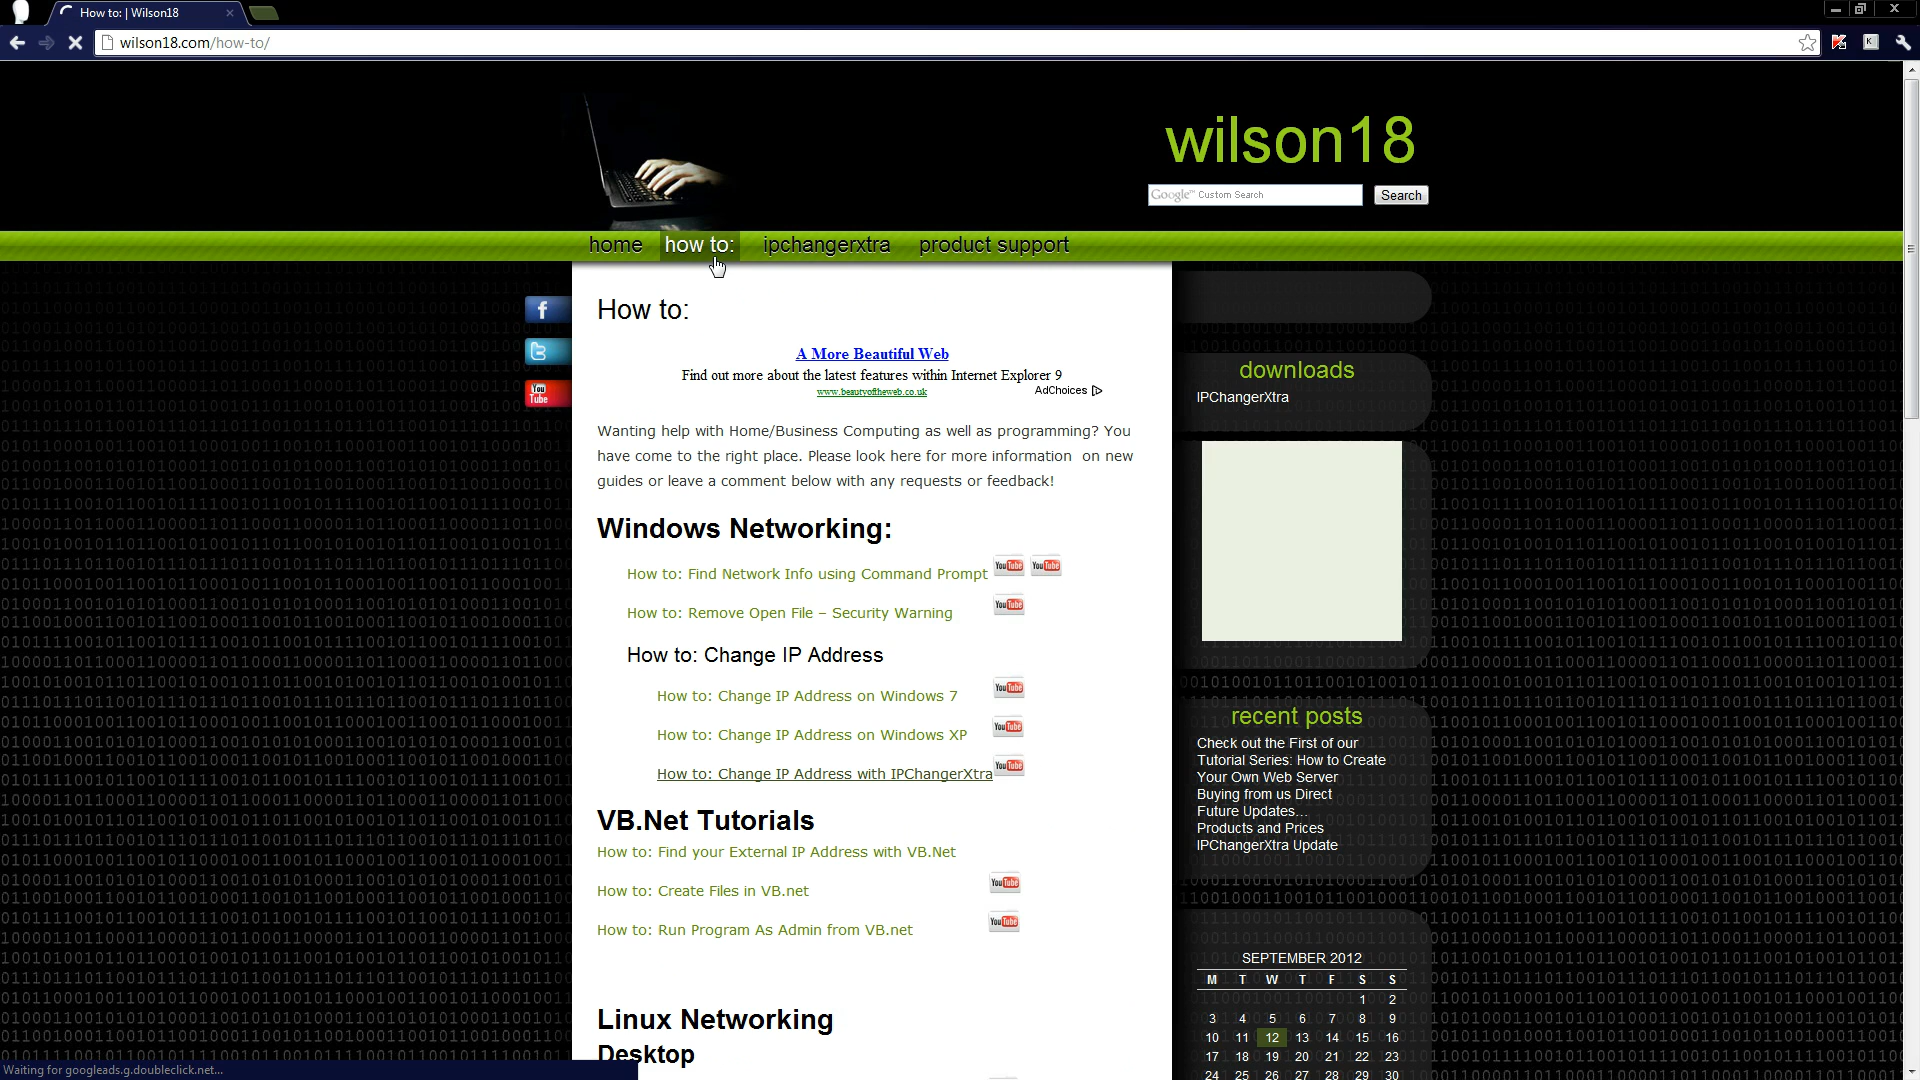 How to: | Wilson18
wilson18.com/how-to/
wilson18
Google™ Custom Search
Search
home
how to:
ipchangerxtra
product support
How to:
A More Beautiful Web
Find out more about the latest features within Internet Explorer 9
www.beautyoftheweb.co.uk
AdChoices
Wanting help with Home/Business Computing as well as programming? You
have come to the right place. Please look here for more information on new
guides or leave a comment below with any requests or feedback!
Windows Networking:
How to: Find Network Info using Command Prompt
YouTube
YouTube
How to: Remove Open File – Security Warning
YouTube
How to: Change IP Address
How to: Change IP Address on Windows 7
YouTube
How to: Change IP Address on Windows XP
YouTube
How to: Change IP Address with IPChangerXtra
YouTube
VB.Net Tutorials
How to: Find your External IP Address with VB.Net
How to: Create Files in VB.net
YouTube
How to: Run Program As Admin from VB.net
YouTube
Linux Networking
Desktop
You Tube
downloads
IPChangerXtra
recent posts
Check out the First of our
Tutorial Series: How to Create
Your Own Web Server
Buying from us Direct
Future Updates…
Products and Prices
IPChangerXtra Update
SEPTEMBER 2012
M T W T F S S
1 2
3 4 5 6 7 8 9
10 11 12 13 14 15 16
17 18 19 20 21 22 23
24 25 26 27 28 29 30
Waiting for googleads.g.doubleclick.net...